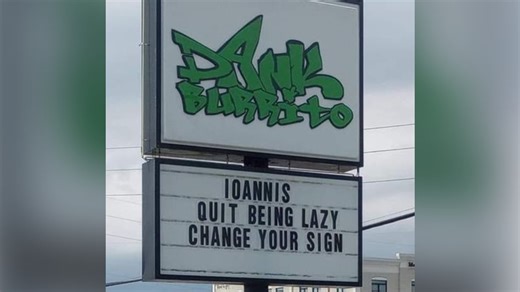 DANK
BURRITO
IOANNIS
QUIT BEING LAZY
CHANGE YOUR SIGN